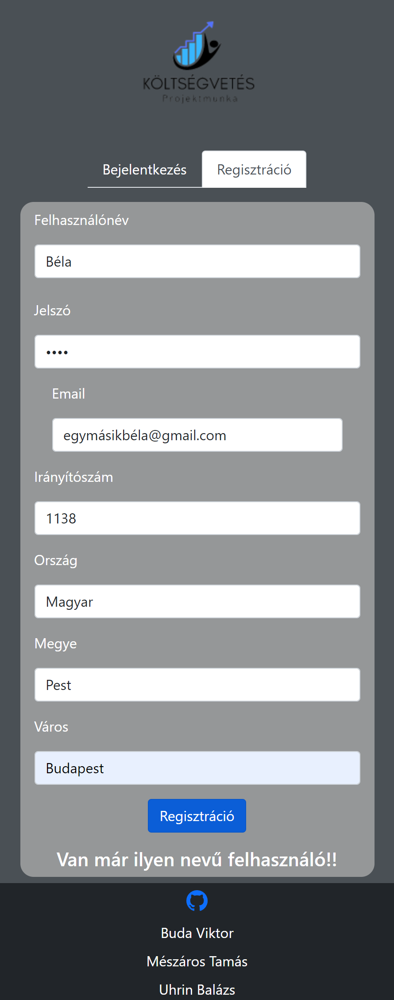 KÖLTSÉGVETÉS
Projektmunka
Bejelentkezés
Regisztráció
Felhasználónév
Béla
Jelszó
••••
Email
egymásikbéla@gmail.com
Irányítószám
1138
Ország
Magyar
Megye
Pest
Város
Budapest
Regisztráció
Van már ilyen nevű felhasználó!!
Buda Viktor
Mészáros Tamás
Uhrin Balázs